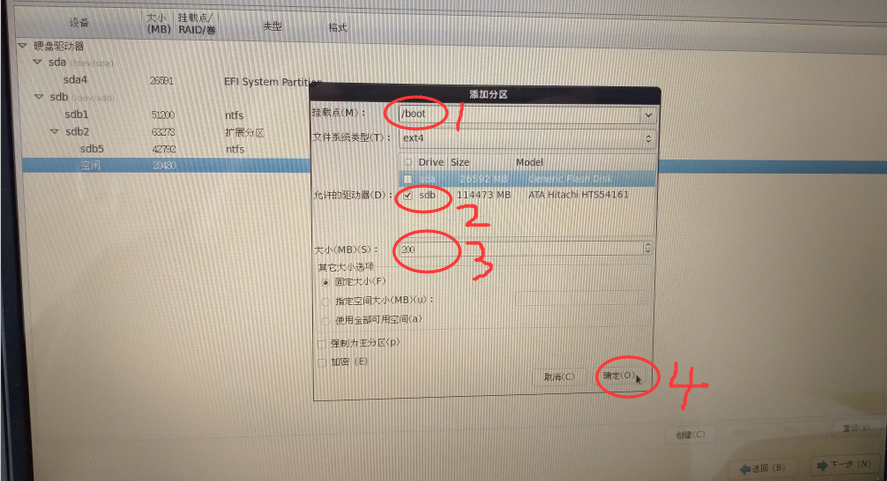 设备 大小(MB) 挂载点/RAID/卷 类型 格式
硬盘驱动器
sda (/dev/sda)
sda4 26591 EFI System Partition
sdb (/dev/sdb)
sdb1 51200 ntfs
sdb2 63273 扩展分区
sdb5 42792 ntfs
空闲 20480
添加分区
挂载点(M)： /boot 1
文件系统类型(T)： ext4
Drive Size Model
sda 26592 MB Generic Flash Disk
允许的驱动器(D)： sdb 114473 MB ATA Hitachi HTS54161
2
大小(MB)(S)： 200 3
其它大小选项
固定大小(F)
指定空间大小(MB)(u)：
使用全部可用空间(a)
强制为主分区(p)
加密 (E)
取消(C) 确定(O) 4
创建(C) 重设(s)
返回 (B) 下一步 (N)